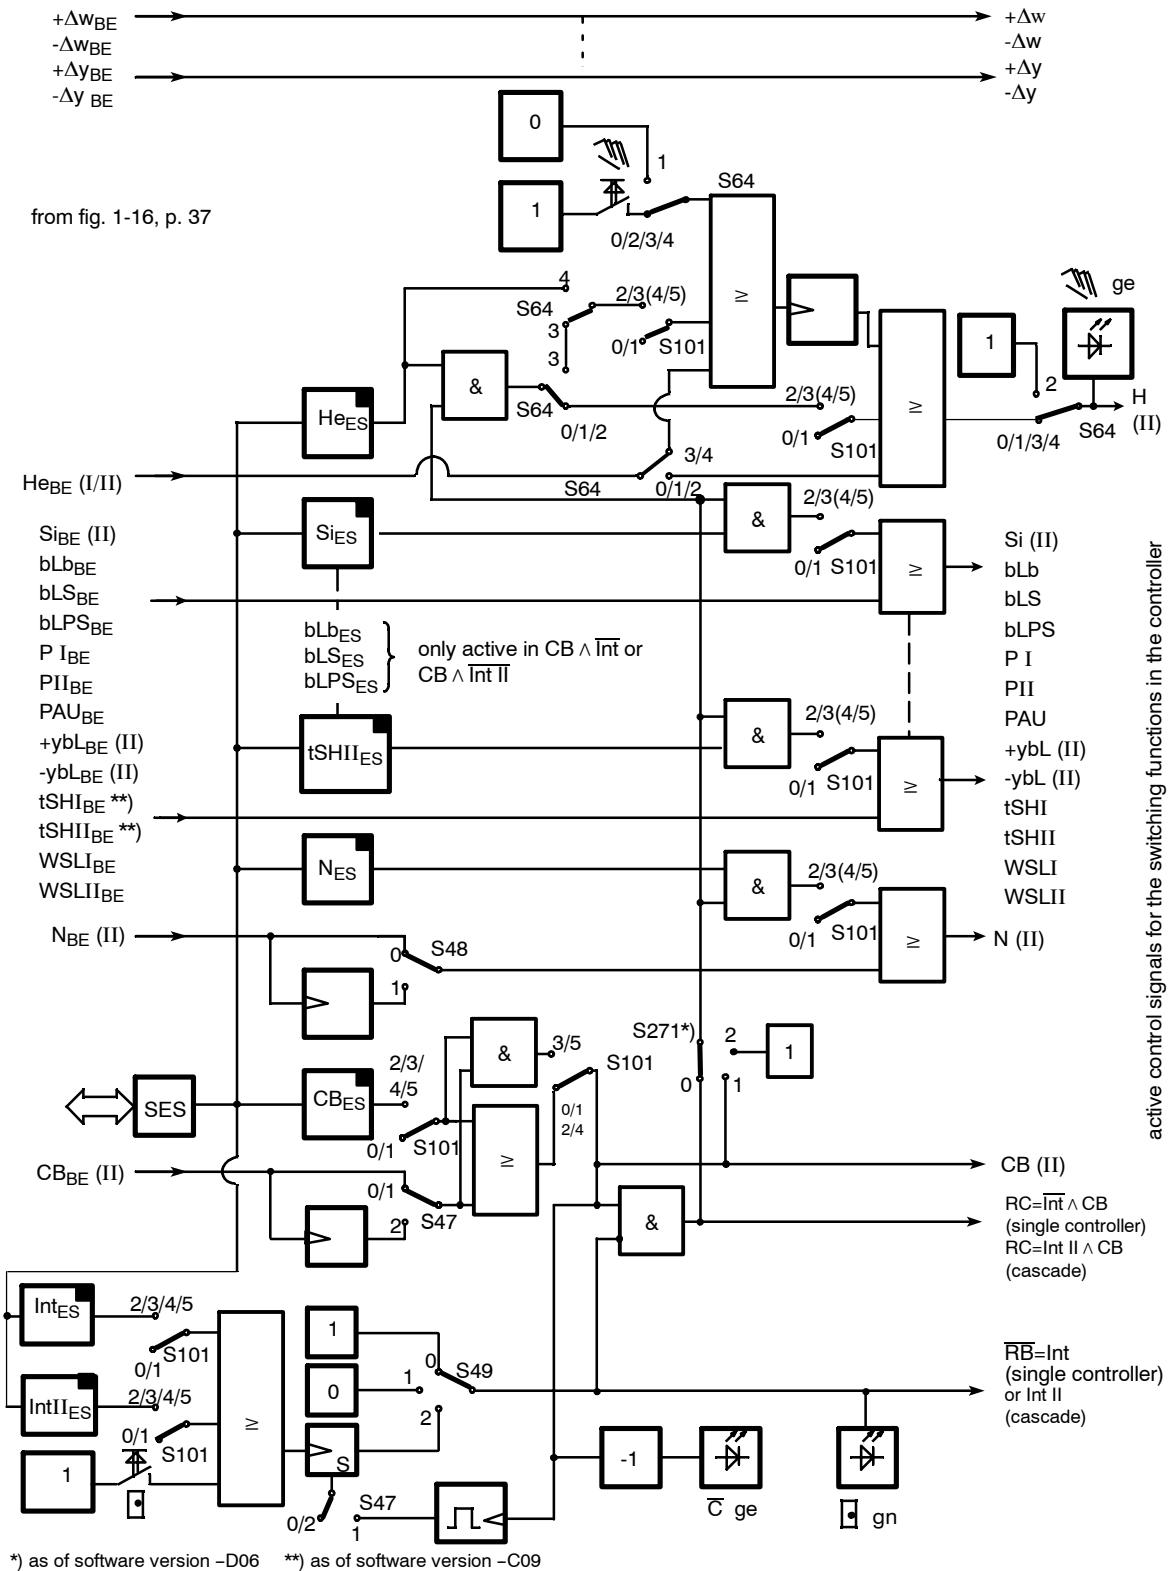 +ΔwBE +Δw
-ΔwBE -Δw
+ΔyBE +Δy
-Δy BE -Δy
0
1
S64
1
from fig. 1-16, p. 37
0/2/3/4
4
2/3(4/5)
S64
≥
ge
3
0/1 S101
1
3
2
&
2/3(4/5)
H
(II)
HeES
S64
≥
0/1/2
0/1
S101
0/1/3/4
S64
3/4
HeBE (I/II)
S64
0/1/2
2/3(4/5)
SiBE (II)
SiES
&
Si (II)
0/1 S101
≥
bLbBE
bLb
bLSBE
bLS
bLPSBE
bLbES
bLPS
P IBE
bLSES
only active in CB ∧ Int or
P I
PIIBE
bLPSES
CB ∧ Int II
PII
PAUBE
2/3(4/5)
PAU
+ybLBE (II)
tSHIIES
&
+ybL (II)
-ybLBE (II)
0/1 S101
≥
-ybL (II)
tSHIBE **)
tSHI
tSHIIBE **)
tSHII
WSLIBE
NES
2/3(4/5)
WSLI
WSLIIBE
&
WSLII
NBE (II)
0
S48
0/1
S101
≥
N (II)
1
active control signals for the switching functions in the controller
S271*)
2
1
&
3/5
2/3/
4/5
S101
0
1
SES
CBES
0/1
2/4
0/1
S101
≥
CBBE (II)
CB (II)
0/1
S47
2
&
RC=Int ∧ CB
(single controller)
RC=Int II ∧ CB
(cascade)
IntES
2/3/4/5
1
0
S49
S101
0/1
RB=Int
(single controller)
or Int II
(cascade)
0
1
IntIIES
2/3/4/5
2
0/1
S101
≥
S
1
-1
S47
0/2
1
C ge
gn
*) as of software version –D06 **) as of software version –C09